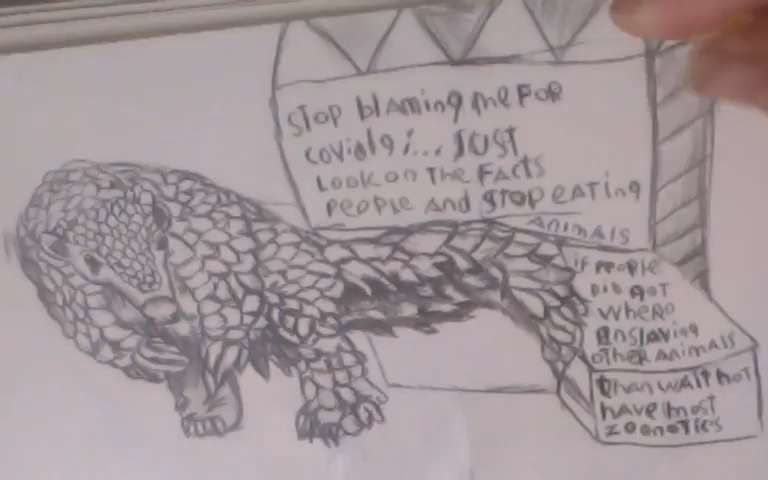 STOP blaming me FOR
covid19 i... JUST
LOOK ON THE FACTS
PEOPLE AND STOP EATing
AnimAls
if PEOPLE
DID NOT
WHERe
EnSlAving
OTHER AnimAls
THAn WAIT NOT
HAVE MOST
ZOONOTICS